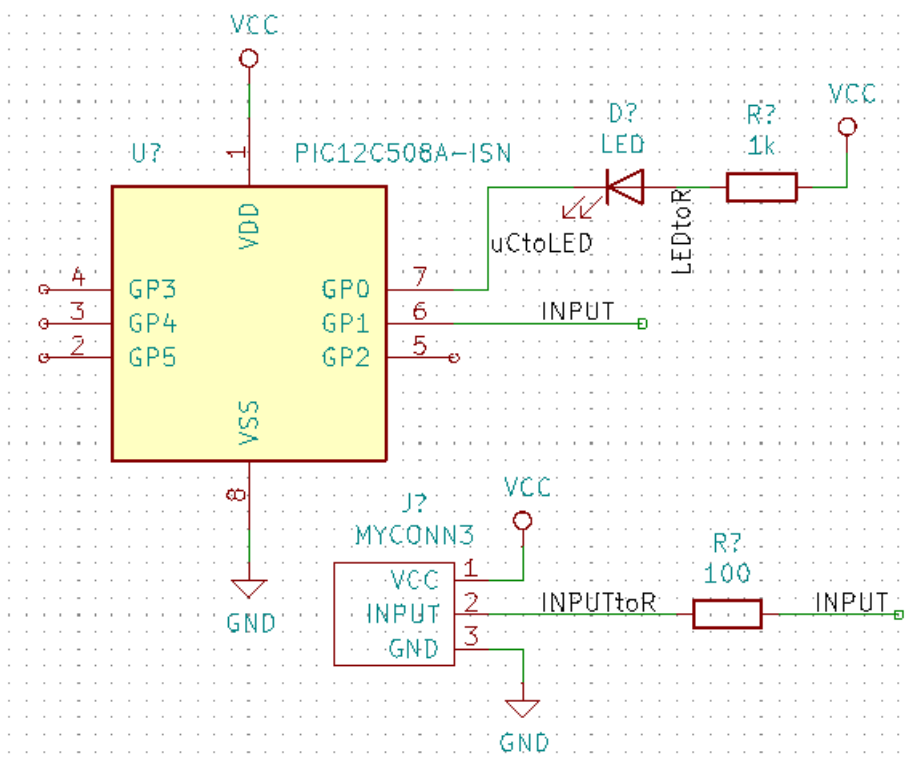 VCC
VCC
D?
R?
LED
1k
U?
1
PIC12C508A-ISN
VDD
uCtoLED
LEDtoR
4
GP3
GP0
7
3
GP4
GP1
6
INPUT
2
GP5
GP2
5
VSS
8
GND
VCC
J?
MYCONN3
R?
100
VCC
1
INPUT
2
INPUTtoR
INPUT
GND
3
GND